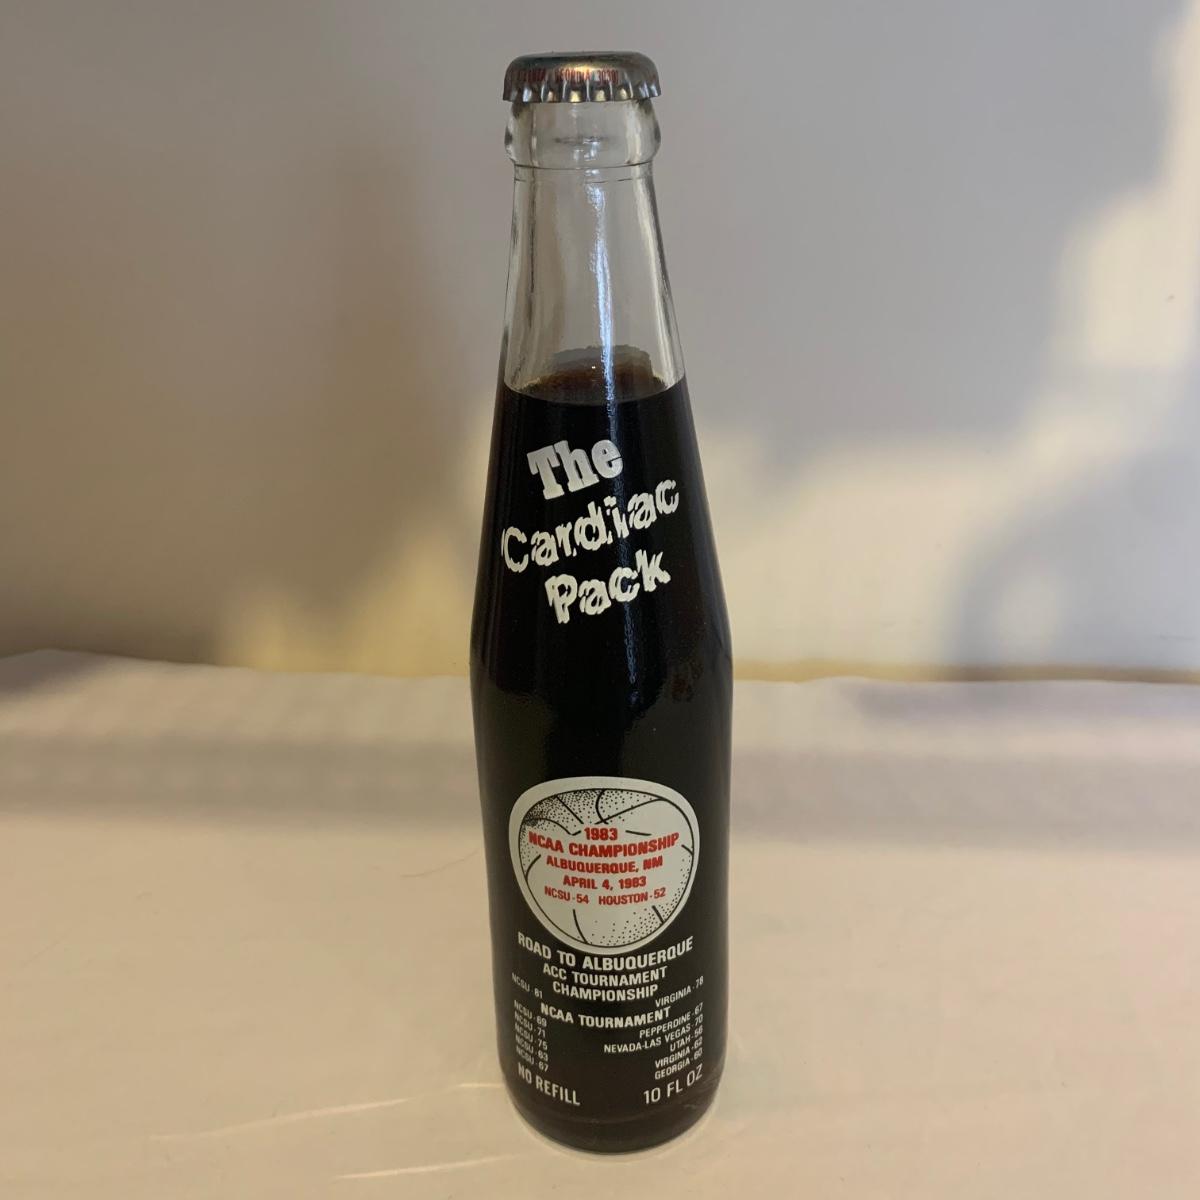 GEORGIA 30301
The
Cardiac
Pack
1983
NCAA CHAMPIONSHIP
ALBUQUERQUE, NM
APRIL 4, 1983
NCSU-54 HOUSTON-52
ROAD TO ALBUQUERQUE
ACC TOURNAMENT
CHAMPIONSHIP
NCSU-81 VIRGINIA-78
NCAA TOURNAMENT
NCSU-69 PEPPERDINE-67
NCSU-71 NEVADA-LAS VEGAS-70
NCSU-75 UTAH-56
NCSU-63 VIRGINIA-62
NCSU-67 GEORGIA-60
NO REFILL 10 FL OZ